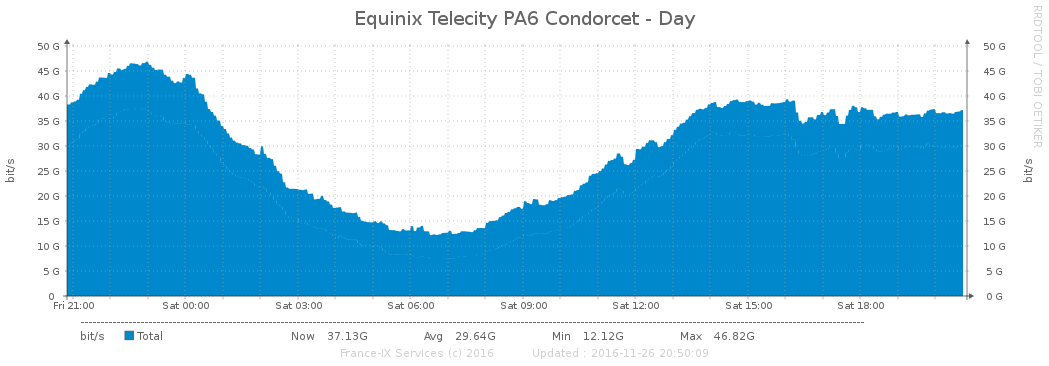 Equinix Telecity PA6 Condorcet - Day
RRDTOOL / TOBI OETIKER
bit/s
50 G 50 G
45 G 45 G
40 G 40 G
35 G 35 G
30 G 30 G
25 G 25 G
20 G 20 G
15 G 15 G
10 G 10 G
5 G 5 G
0 0 G
bit/s
Fri 21:00 Sat 00:00 Sat 03:00 Sat 06:00 Sat 09:00 Sat 12:00 Sat 15:00 Sat 18:00
bit/s Total Now 37.13G Avg 29.64G Min 12.12G Max 46.82G
France-IX Services (c) 2016 Updated : 2016-11-26 20:50:09